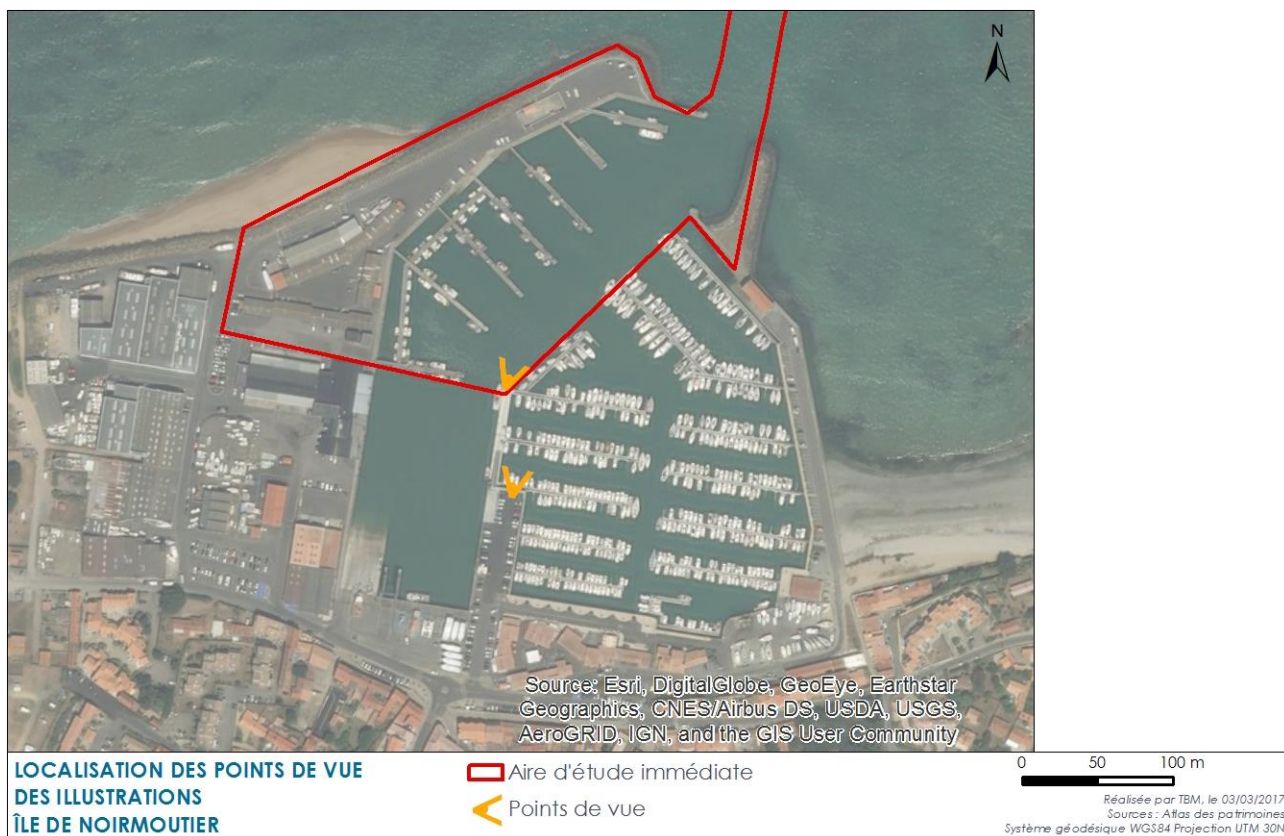 N
Source: Esri, DigitalGlobe, GeoEye, Earthstar
Geographics, CNES/Airbus DS, USDA, USGS,
AeroGRID, IGN, and the GIS User Community
LOCALISATION DES POINTS DE VUE
DES ILLUSTRATIONS
ÎLE DE NOIRMOUTIER
Aire d'étude immédiate
Points de vue
0 50 100 m
Réalisée par TBM, le 03/03/2017
Sources : Atlas des patrimoines
Système géodésique WGS84 Projection UTM 30N